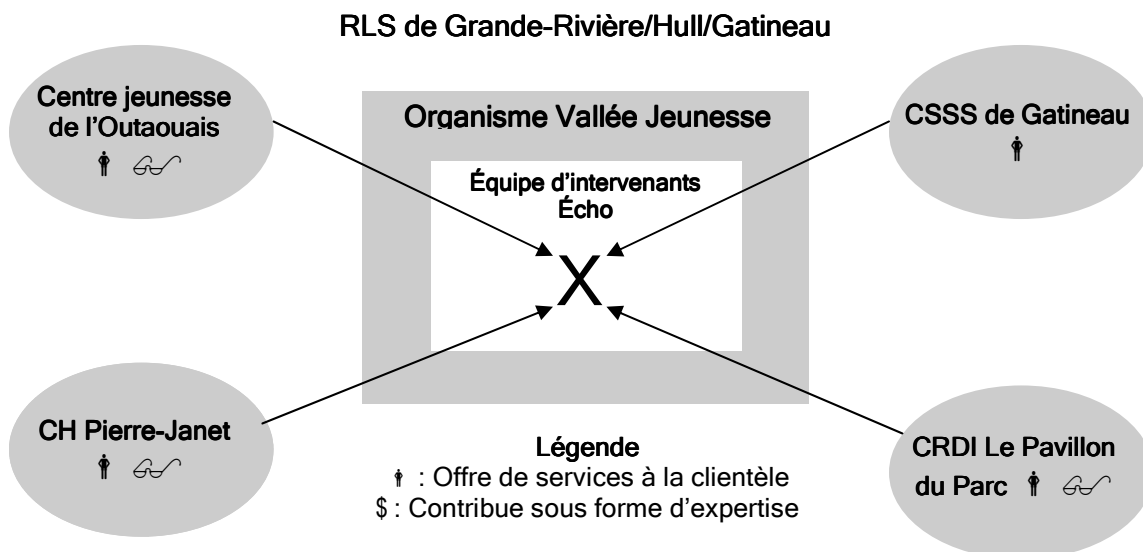 RLS de Grande-Rivière/Hull/Gatineau
Centre jeunesse
de l'Outaouais
Organisme Vallée Jeunesse
CSSS de Gatineau
Équipe d'intervenants
Écho
X
CH Pierre-Janet
CRDI Le Pavillon
du Parc
Légende
: Offre de services à la clientèle
$ : Contribue sous forme d'expertise